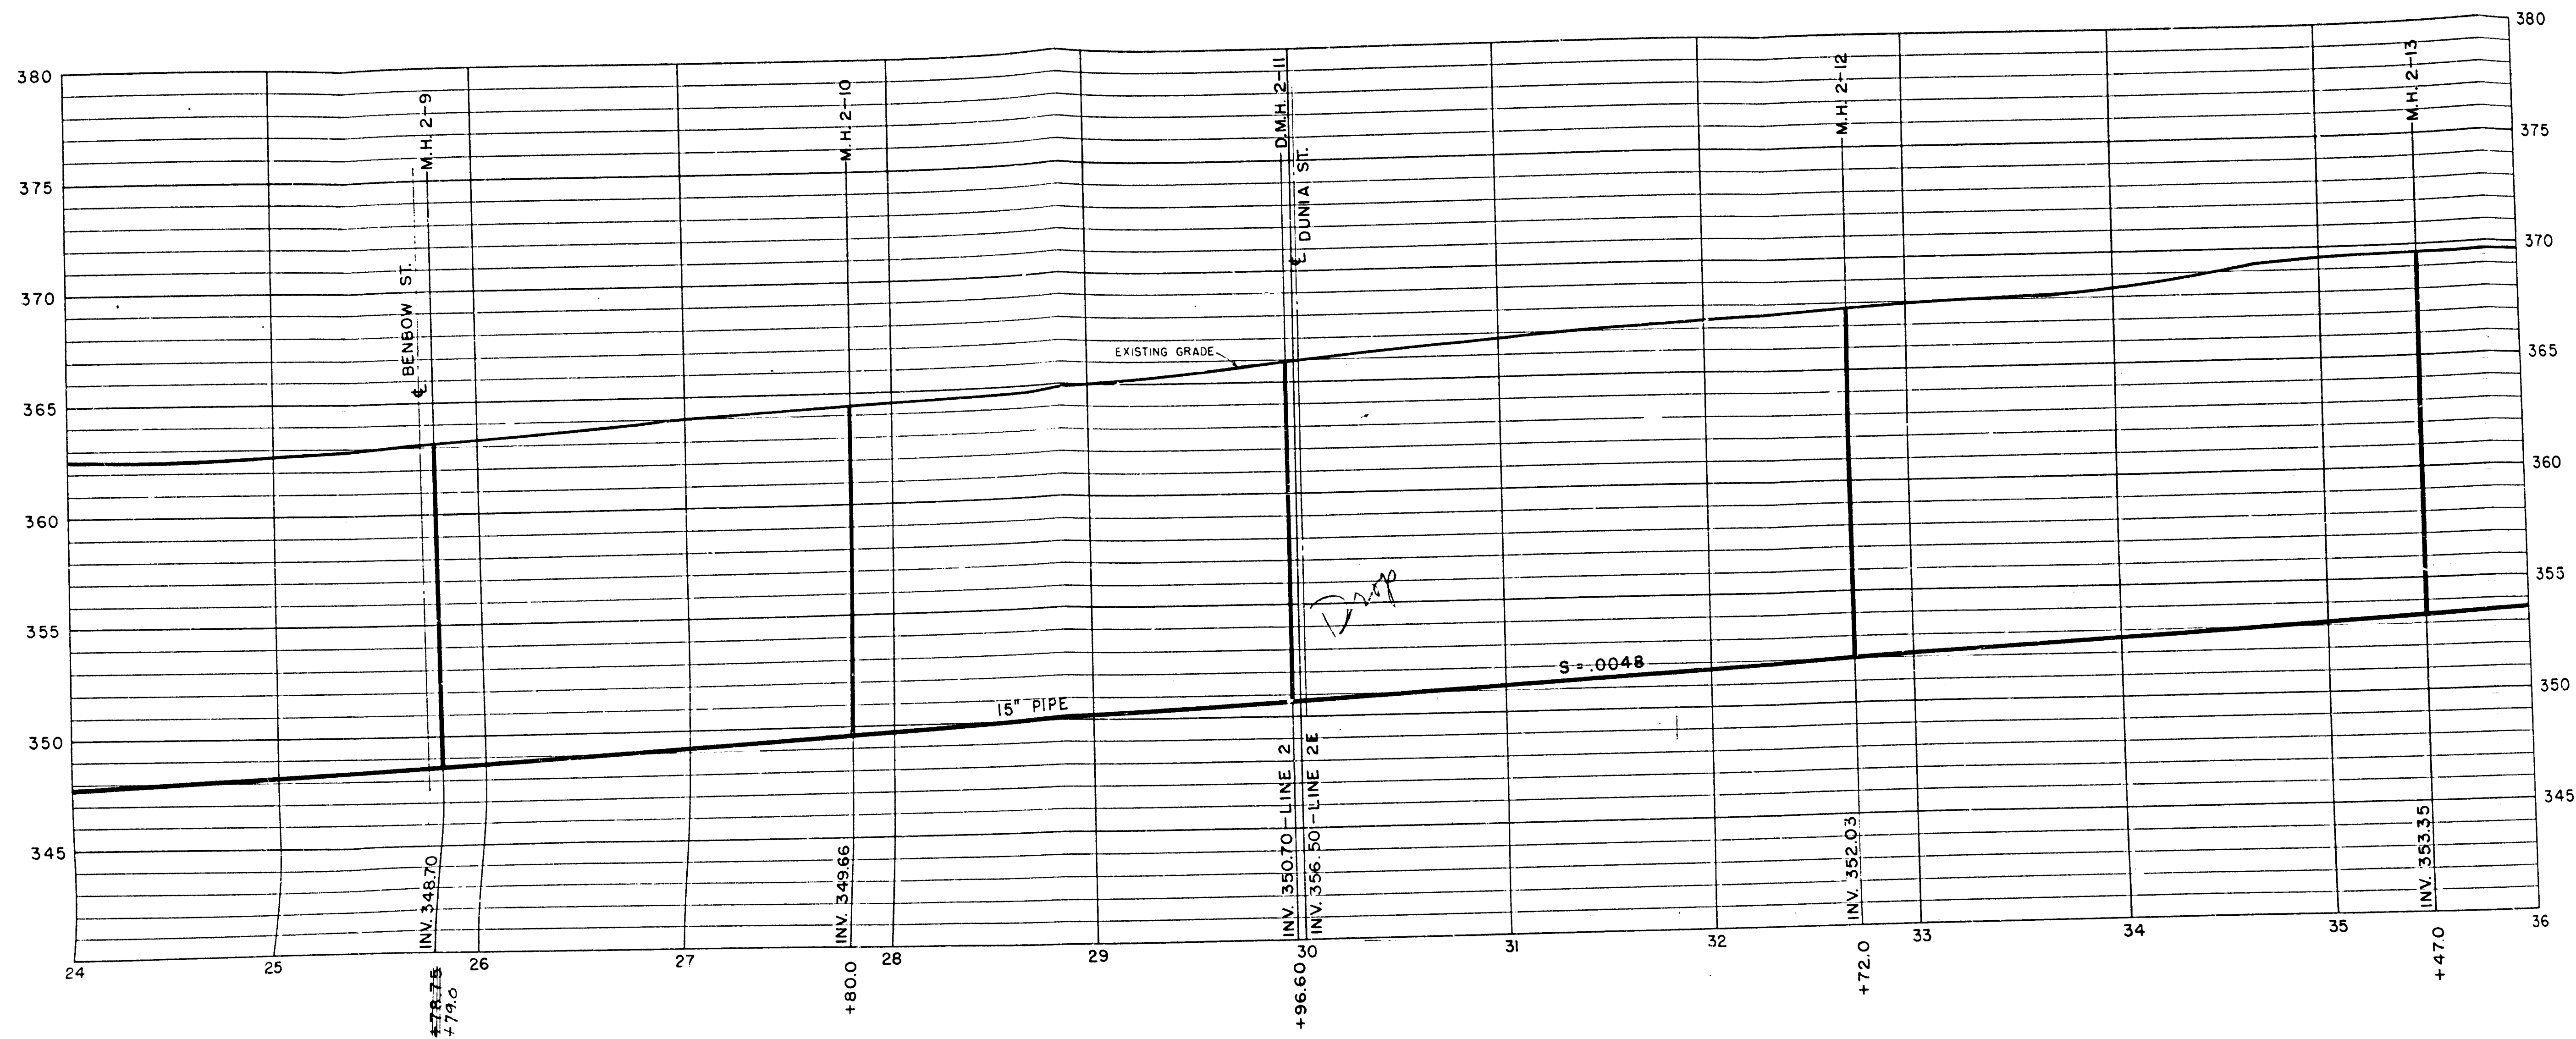 380
375
370
365
360
355
350
345
380
375
370
365
360
355
350
345
M.H. 2-9
M.H. 2-10
D.M.H. 2-11
M.H. 2-12
M.H. 2-13
℄ BENBOW ST.
℄ DUNIA ST.
EXISTING GRADE
Drop
15" PIPE
S = .0048
INV. 348.70
INV. 349.66
INV. 350.70-LINE 2
INV. 356.50-LINE 2E
INV. 352.03
INV. 353.35
24 25 26 27 28 29 30 31 32 33 34 35 36
+78.75
+79.0
+80.0
+96.60
+72.0
+47.0